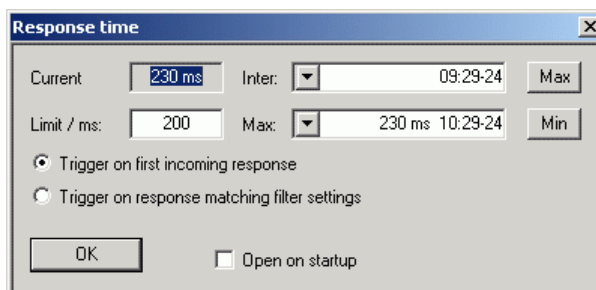 Response time
Current 230 ms Inter: 09:29-24 Max
Limit / ms: 200 Max: 230 ms 10:29-24 Min
Trigger on first incoming response
Trigger on response matching filter settings
OK Open on startup